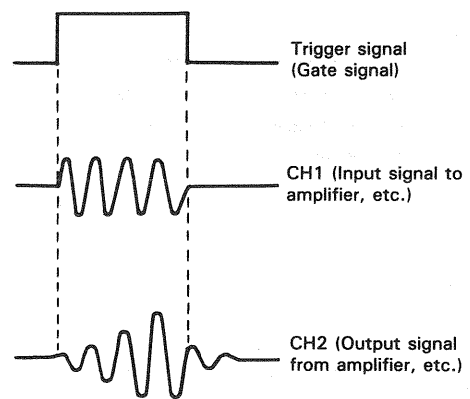 Trigger signal
(Gate signal)
CH1 (Input signal to
amplifier, etc.)
CH2 (Output signal
from amplifier, etc.)